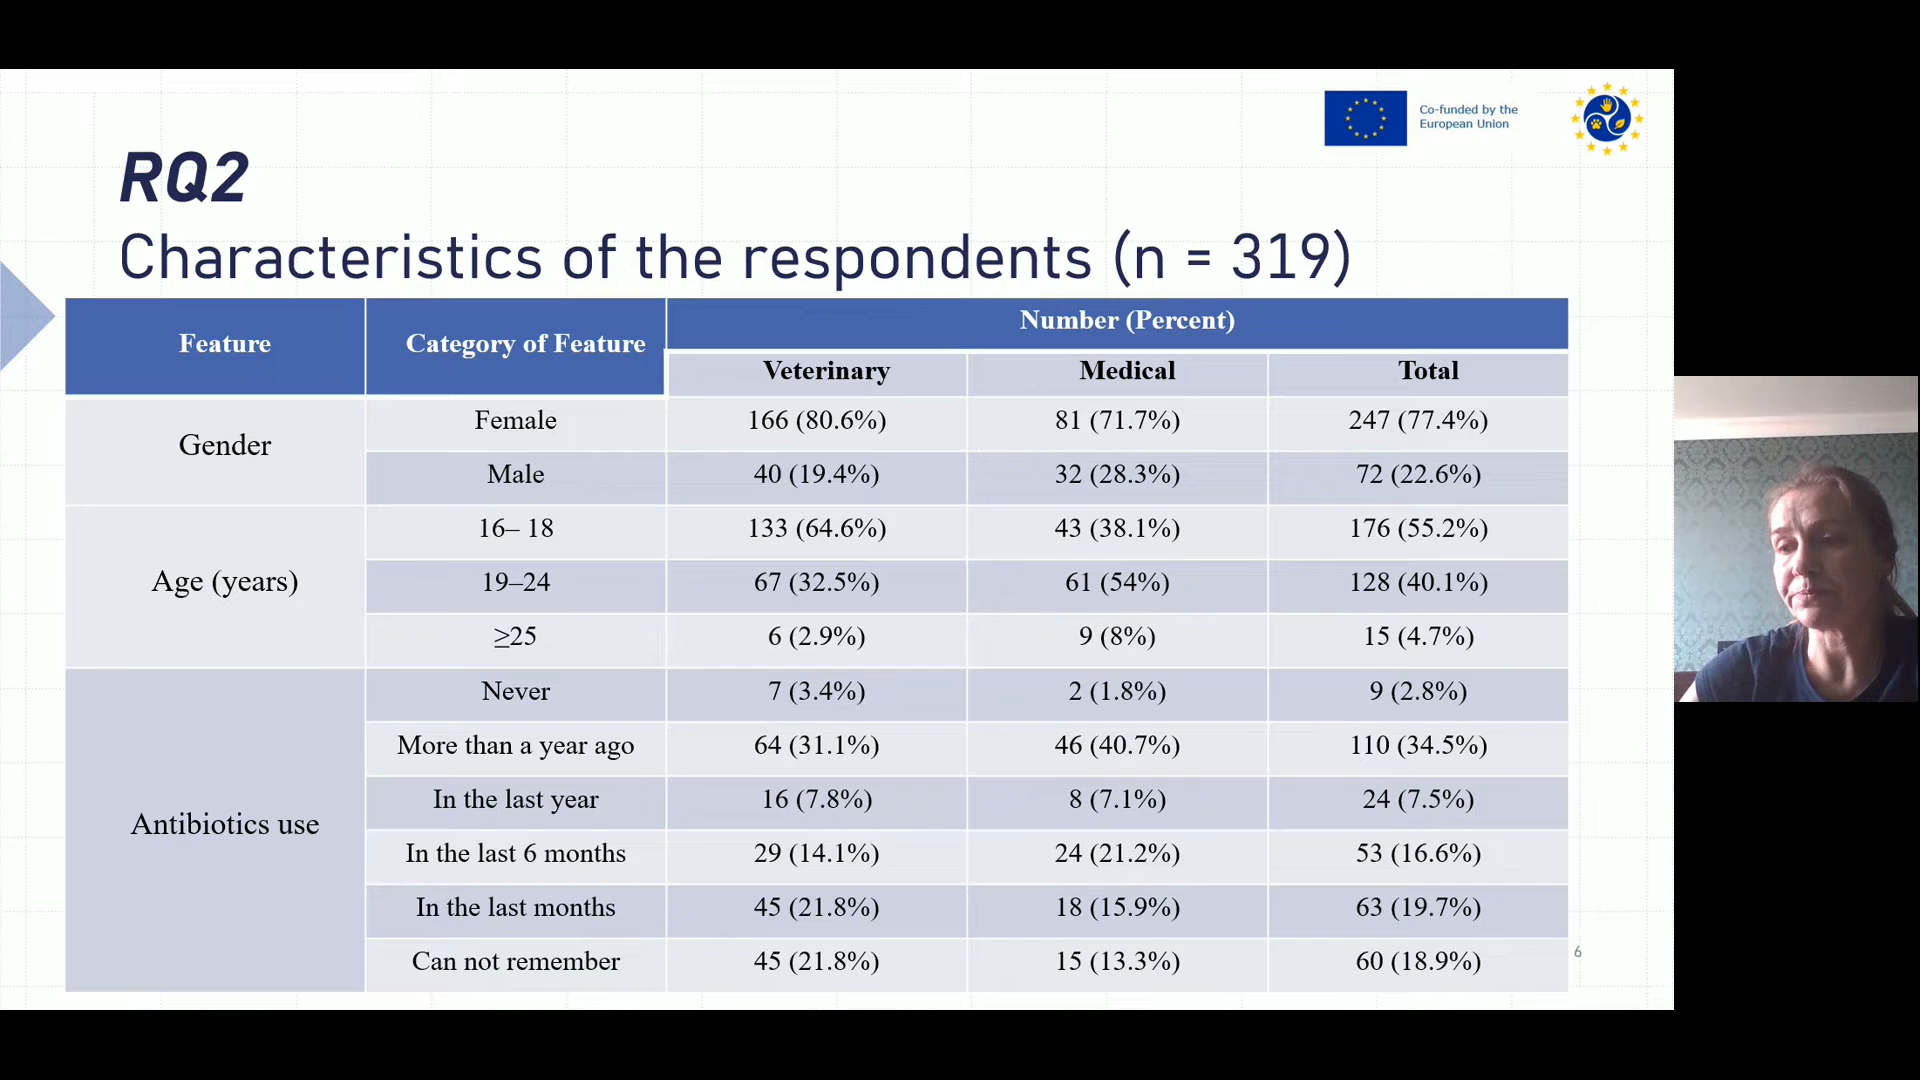 Co-funded by the
European Union
RQ2
Characteristics of the respondents (n = 319)
Feature Category of Feature Number (Percent)
Veterinary Medical Total
Gender Female 166 (80.6%) 81 (71.7%) 247 (77.4%)
Male 40 (19.4%) 32 (28.3%) 72 (22.6%)
Age (years) 16– 18 133 (64.6%) 43 (38.1%) 176 (55.2%)
19–24 67 (32.5%) 61 (54%) 128 (40.1%)
≥25 6 (2.9%) 9 (8%) 15 (4.7%)
Antibiotics use Never 7 (3.4%) 2 (1.8%) 9 (2.8%)
More than a year ago 64 (31.1%) 46 (40.7%) 110 (34.5%)
In the last year 16 (7.8%) 8 (7.1%) 24 (7.5%)
In the last 6 months 29 (14.1%) 24 (21.2%) 53 (16.6%)
In the last months 45 (21.8%) 18 (15.9%) 63 (19.7%)
Can not remember 45 (21.8%) 15 (13.3%) 60 (18.9%)
6